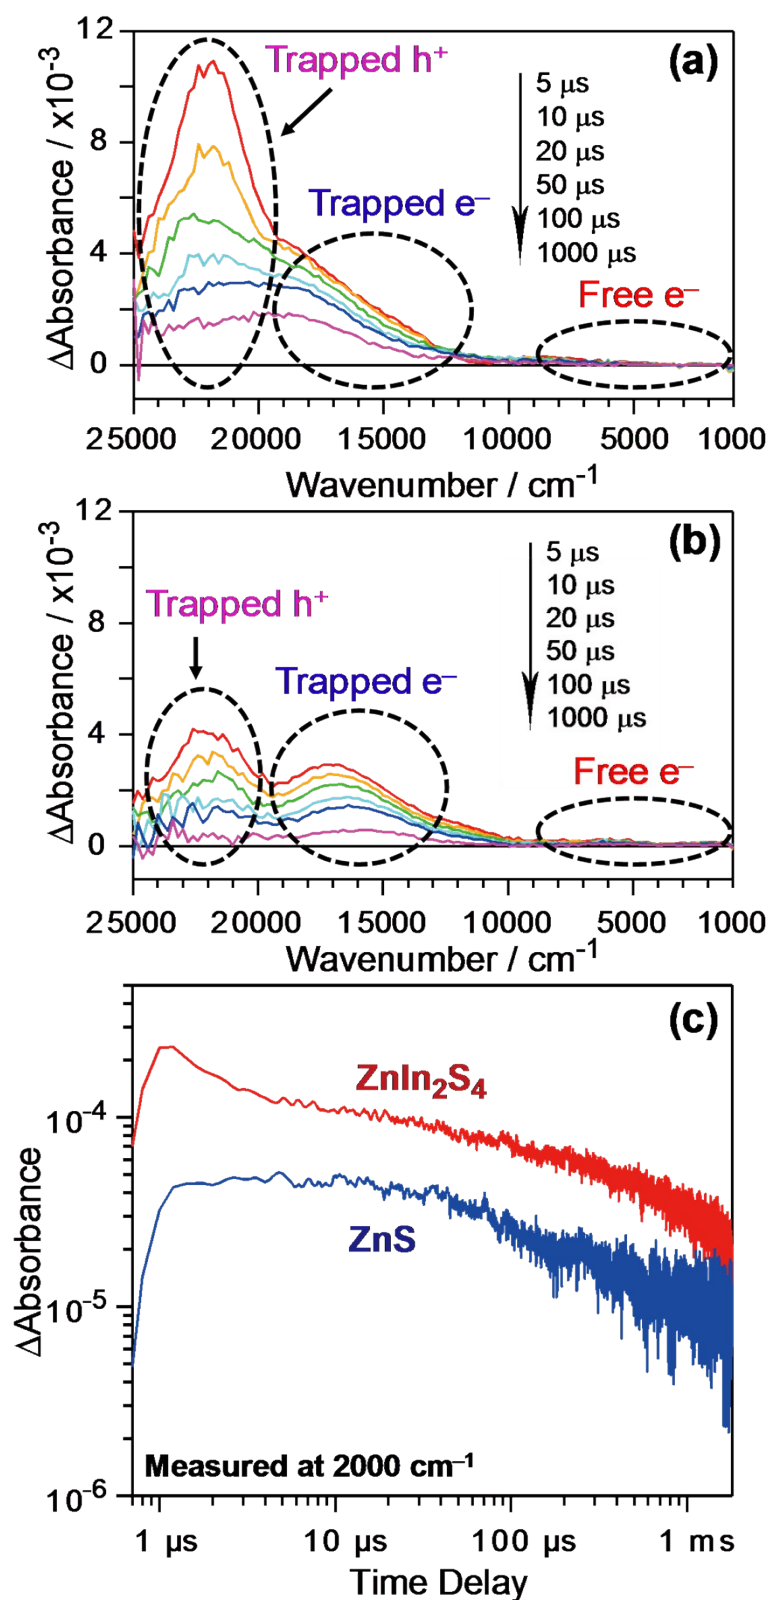 (a)
Trapped h⁺
Trapped e⁻
Free e⁻
5 μs
10 μs
20 μs
50 μs
100 μs
1000 μs
ΔAbsorbance / x10⁻³
12
8
4
0
25000 20000 15000 10000 5000 1000
Wavenumber / cm⁻¹
(b)
Trapped h⁺
Trapped e⁻
Free e⁻
5 μs
10 μs
20 μs
50 μs
100 μs
1000 μs
ΔAbsorbance / x10⁻³
12
8
4
0
25000 20000 15000 10000 5000 1000
Wavenumber / cm⁻¹
(c)
ZnIn₂S₄
ZnS
ΔAbsorbance
10⁻⁴
10⁻⁵
10⁻⁶
Measured at 2000 cm⁻¹
1 μs 10 μs 100 μs 1 ms
Time Delay